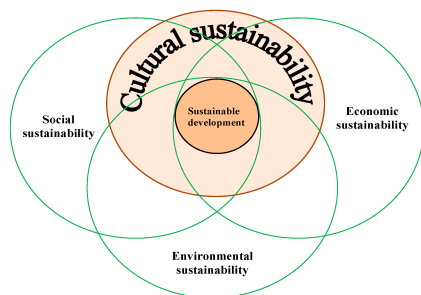 Cultural sustainability
Sustainable
development
Social
sustainability
Economic
sustainability
Environmental
sustainability